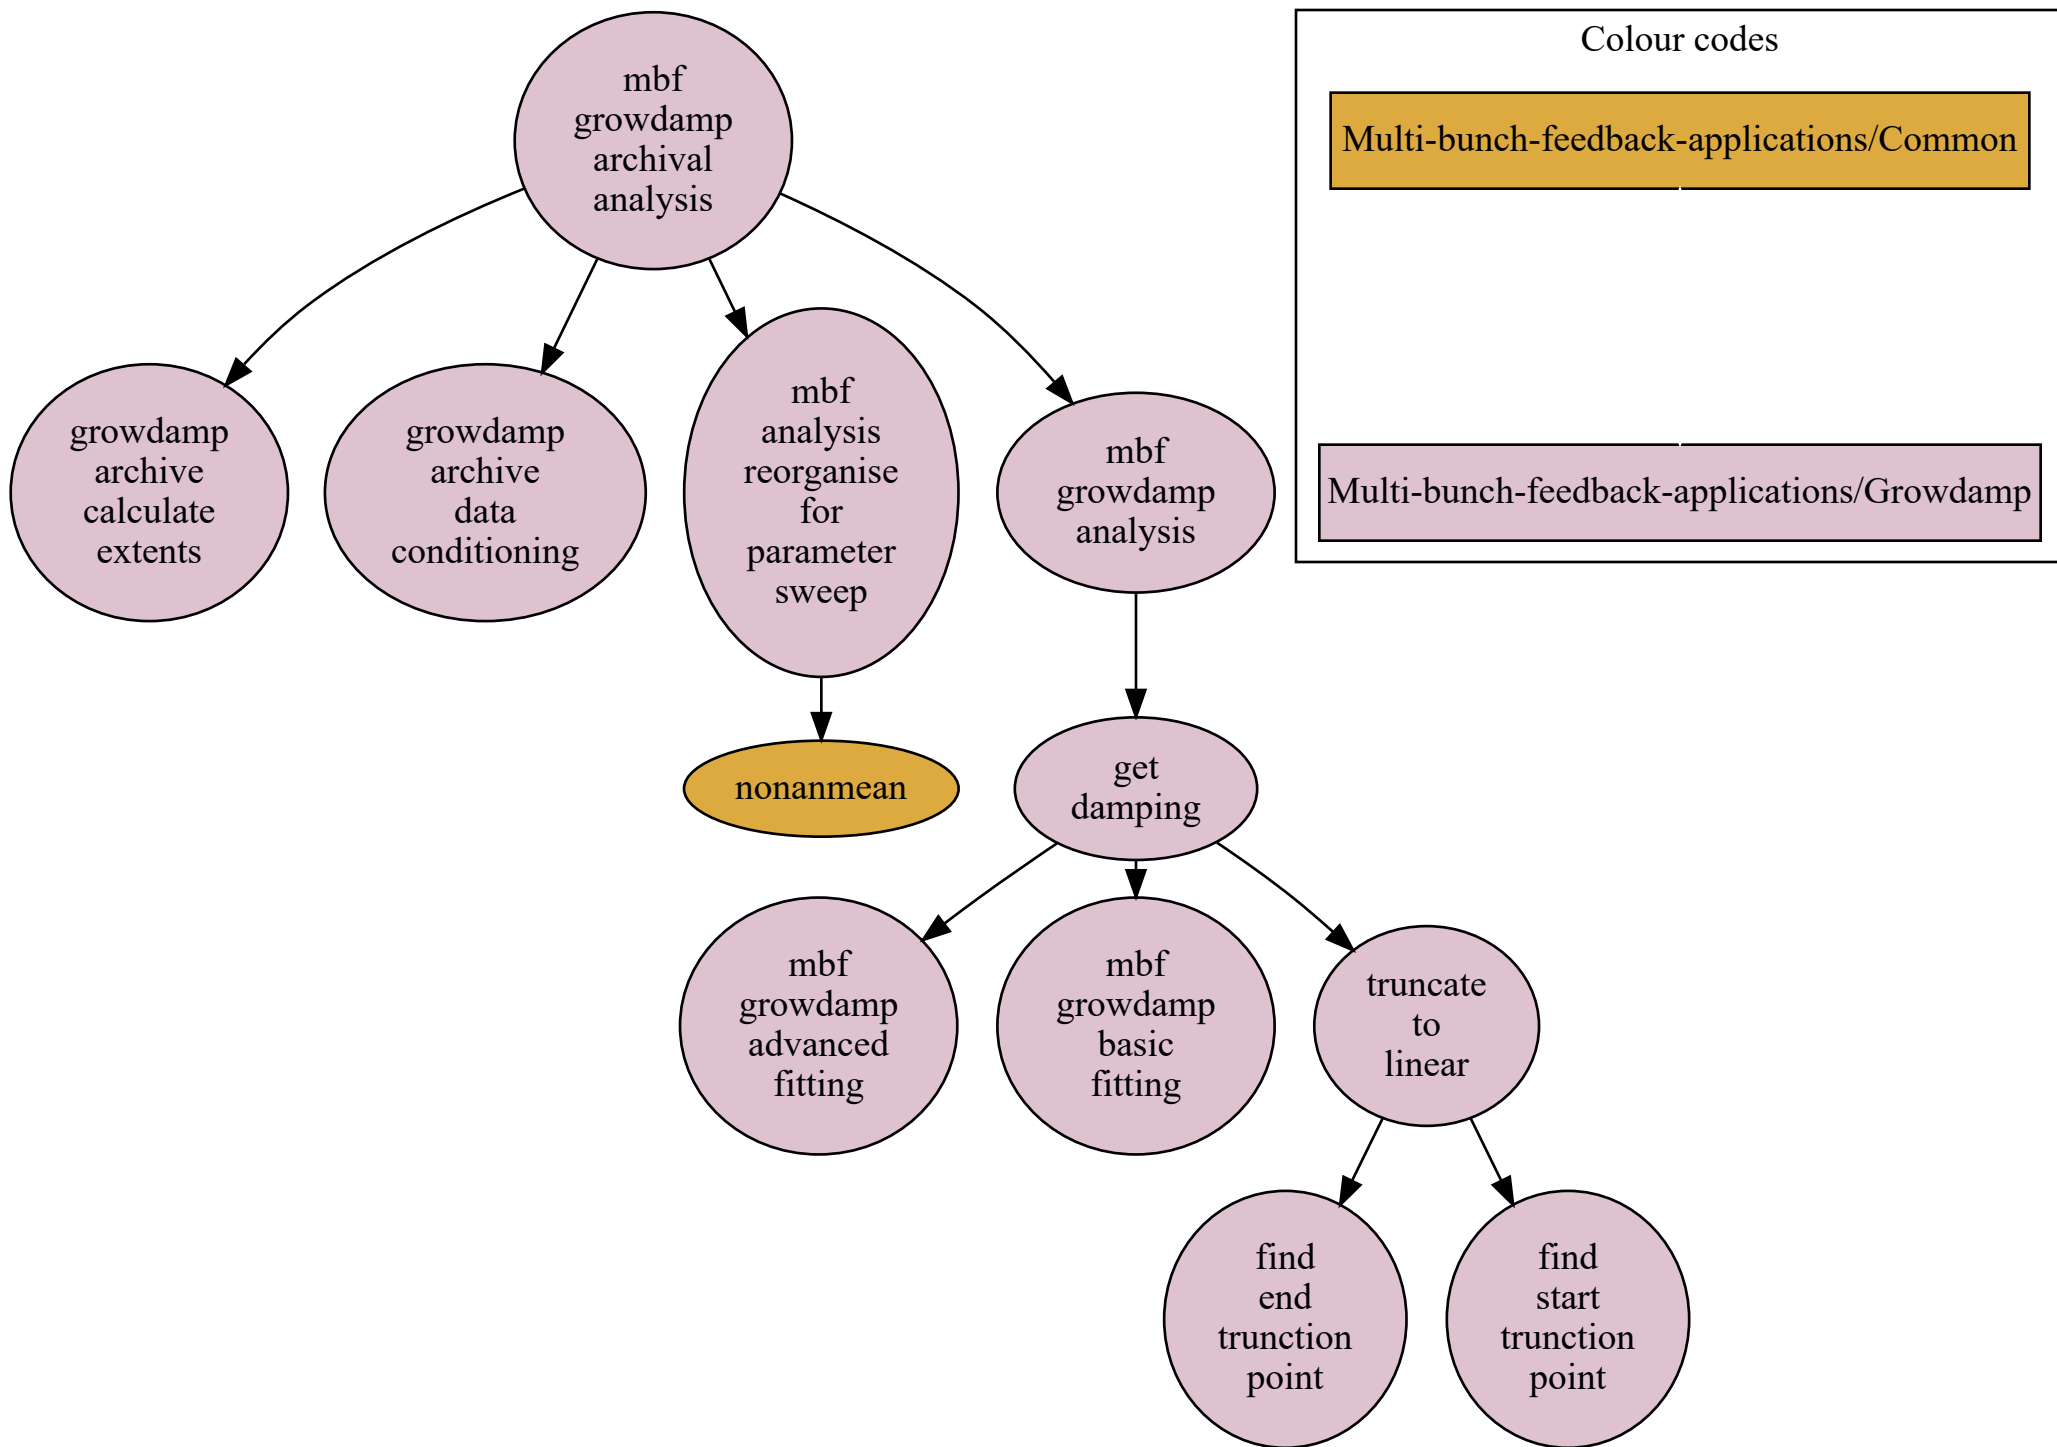 mbf
growdamp
archival
analysis
Colour codes
Multi-bunch-feedback-applications/Common
Multi-bunch-feedback-applications/Growdamp
growdamp
archive
calculate
extents
growdamp
archive
data
conditioning
mbf
analysis
reorganise
for
parameter
sweep
mbf
growdamp
analysis
nonanmean
get
damping
mbf
growdamp
advanced
fitting
mbf
growdamp
basic
fitting
truncate
to
linear
find
end
trunction
point
find
start
trunction
point